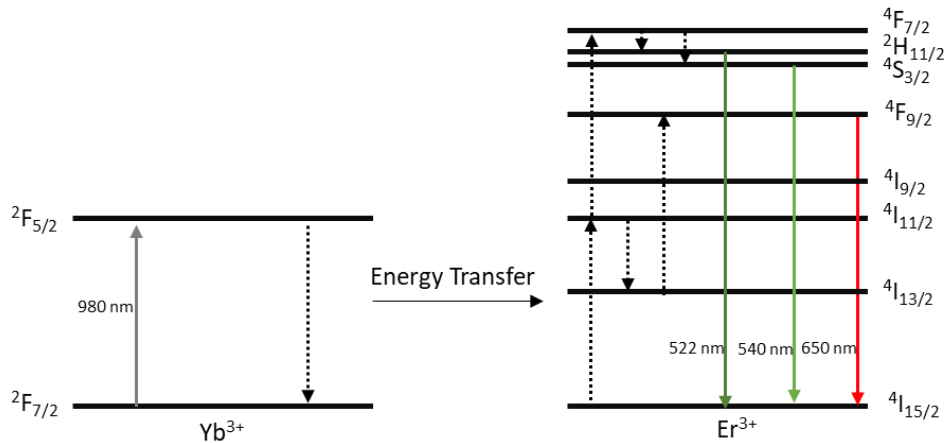 ⁴F₇/₂
²H₁₁/₂
⁴S₃/₂
⁴F₉/₂
⁴I₉/₂
²F₅/₂
⁴I₁₁/₂
Energy Transfer
980 nm
⁴I₁₃/₂
522 nm
540 nm
650 nm
²F₇/₂
⁴I₁₅/₂
Yb³⁺
Er³⁺